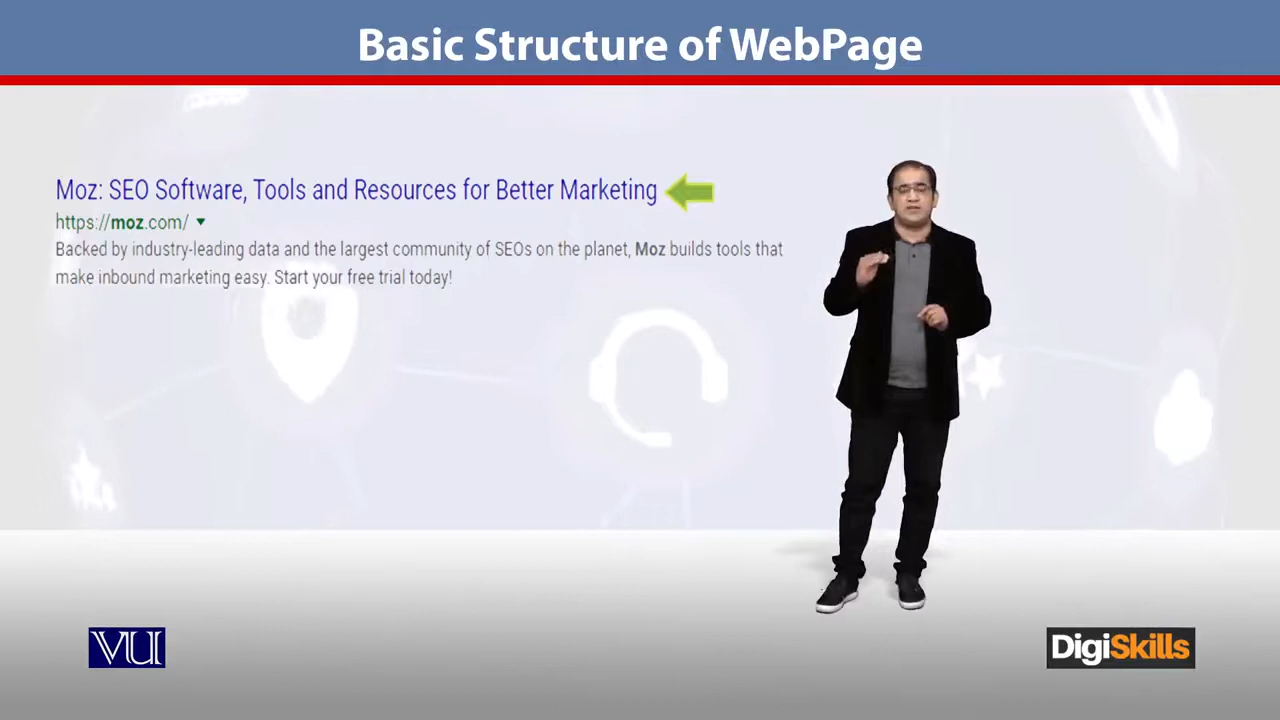 Basic Structure of WebPage
Moz: SEO Software, Tools and Resources for Better Marketing
https://moz.com/
Backed by industry-leading data and the largest community of SEOs on the planet, Moz builds tools that
make inbound marketing easy. Start your free trial today!
VU
DigiSkills